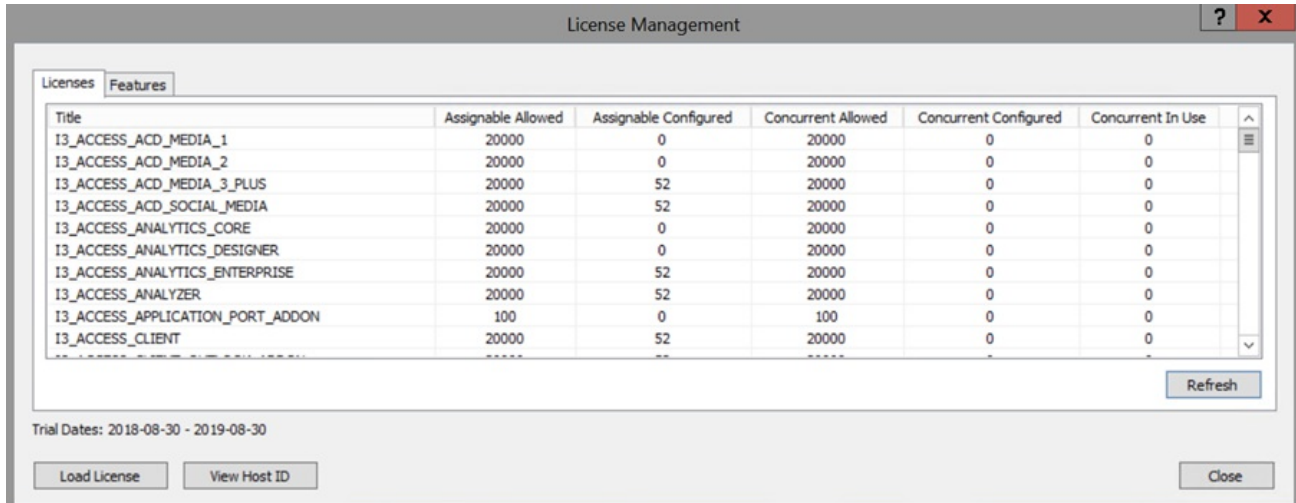 License Management
? X
Licenses Features
Title Assignable Allowed Assignable Configured Concurrent Allowed Concurrent Configured Concurrent In Use
I3_ACCESS_ACD_MEDIA_1 20000 0 20000 0 0
I3_ACCESS_ACD_MEDIA_2 20000 0 20000 0 0
I3_ACCESS_ACD_MEDIA_3_PLUS 20000 52 20000 0 0
I3_ACCESS_ACD_SOCIAL_MEDIA 20000 52 20000 0 0
I3_ACCESS_ANALYTICS_CORE 20000 0 20000 0 0
I3_ACCESS_ANALYTICS_DESIGNER 20000 0 20000 0 0
I3_ACCESS_ANALYTICS_ENTERPRISE 20000 52 20000 0 0
I3_ACCESS_ANALYZER 20000 52 20000 0 0
I3_ACCESS_APPLICATION_PORT_ADDON 100 0 100 0 0
I3_ACCESS_CLIENT 20000 52 20000 0 0
Refresh
Trial Dates: 2018-08-30 - 2019-08-30
Load License View Host ID Close